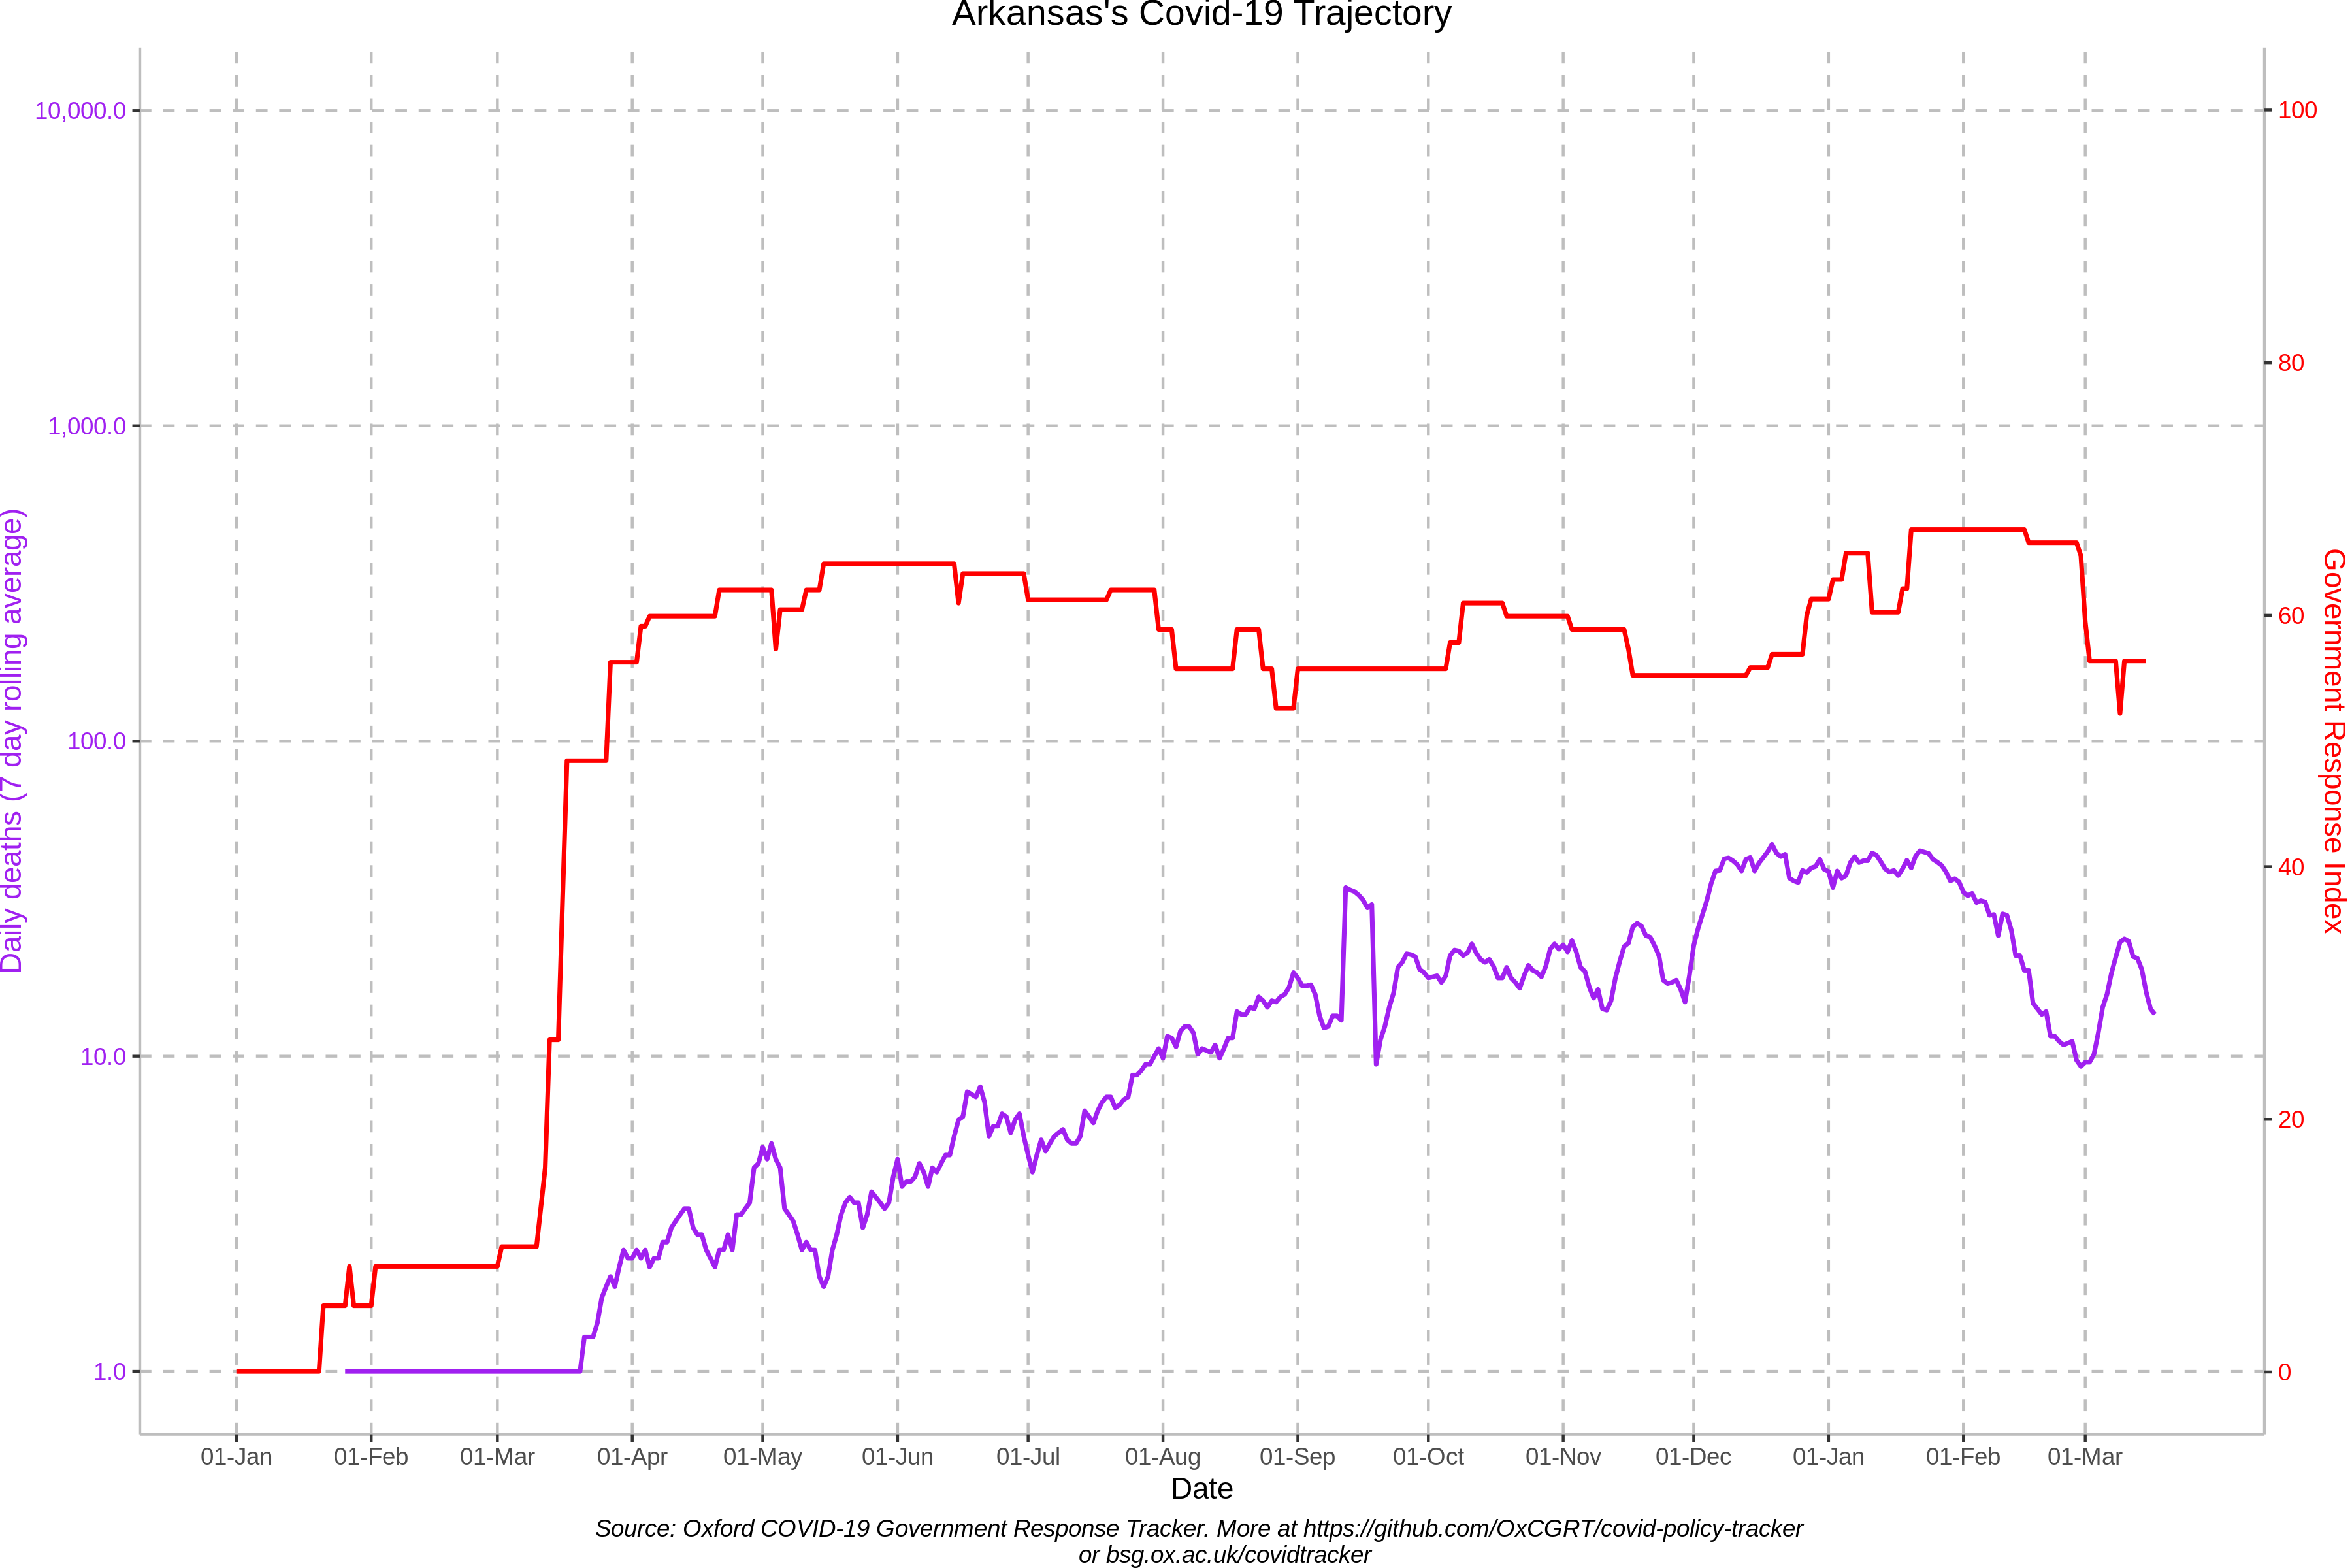 Arkansas's Covid-19 Trajectory
10,000.0
1,000.0
100.0
10.0
1.0
Daily deaths (7 day rolling average)
100
80
60
40
20
0
Government Response Index
01-Jan 01-Feb 01-Mar 01-Apr 01-May 01-Jun 01-Jul 01-Aug 01-Sep 01-Oct 01-Nov 01-Dec 01-Jan 01-Feb 01-Mar
Date
Source: Oxford COVID-19 Government Response Tracker. More at https://github.com/OxCGRT/covid-policy-tracker
or bsg.ox.ac.uk/covidtracker